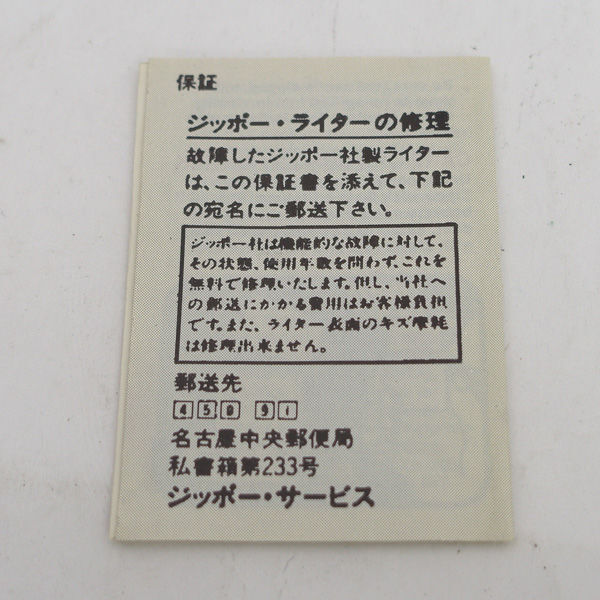 保証
ジッポー・ライターの修理
故障したジッポー社製ライター
は、この保証書を添えて、下記
の宛名にご郵送下さい。
ジッポー社は機能的な故障に対して、
その状態、使用年数を問わず、これを
無料で修理いたします。但し、当社へ
の郵送にかかる費用はお客様負担
です。また、ライター表面のキズ摩耗
は修理出来ません。
郵送先
450 91
名古屋中央郵便局
私書箱第233号
ジッポー・サービス